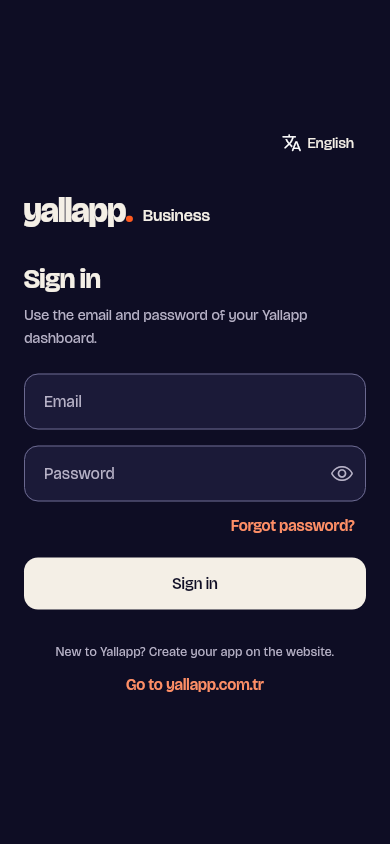 English
yallapp. Business
Sign in
Use the email and password of your Yallapp
dashboard.
Email
Password
Forgot password?
Sign in
New to Yallapp? Create your app on the website.
Go to yallapp.com.tr